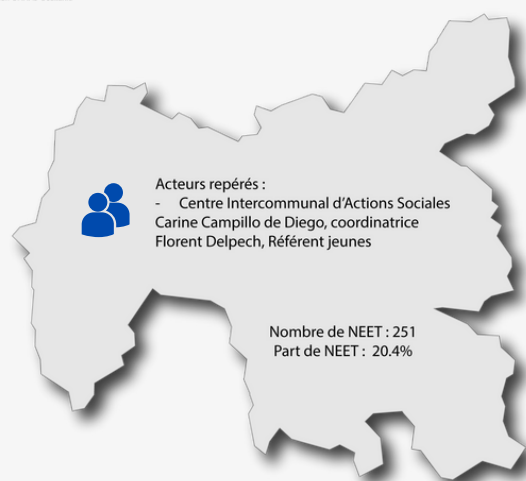 Acteurs repérés :
- Centre Intercommunal d'Actions Sociales
Carine Campillo de Diego, coordinatrice
Florent Delpech, Référent jeunes
Nombre de NEET : 251
Part de NEET : 20.4%